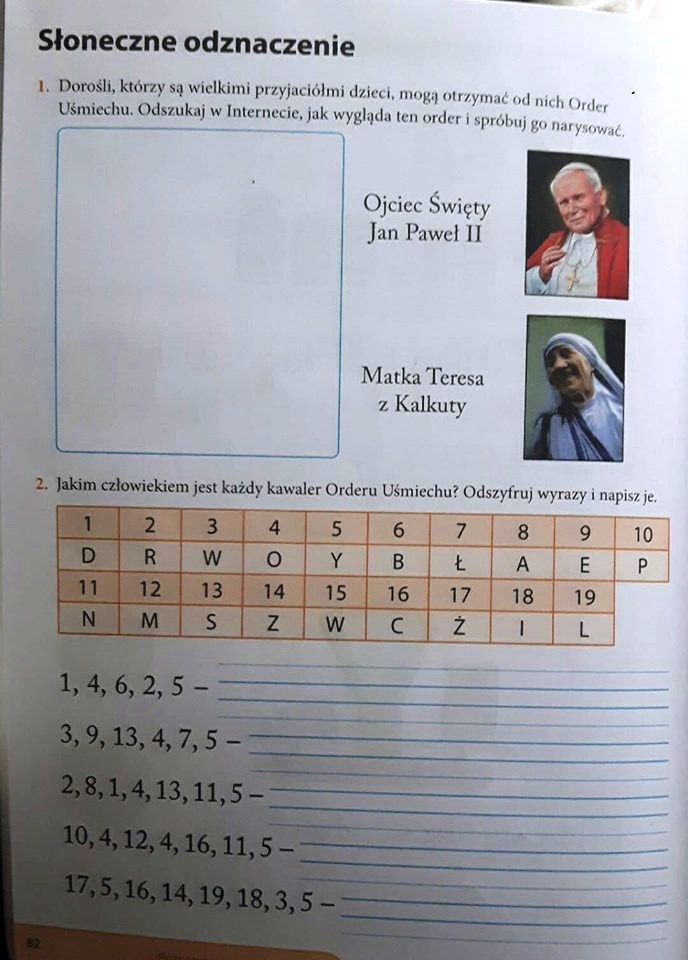 Słoneczne odznaczenie
1. Dorośli, którzy są wielkimi przyjaciółmi dzieci, mogą otrzymać od nich Order
Uśmiechu. Odszukaj w Internecie, jak wygląda ten order i spróbuj go narysować.
Ojciec Święty
Jan Paweł II
Matka Teresa
z Kalkuty
2. Jakim człowiekiem jest każdy kawaler Orderu Uśmiechu? Odszyfruj wyrazy i napisz je.
1 2 3 4 5 6 7 8 9 10
D R W O Y B Ł A E P
11 12 13 14 15 16 17 18 19
N M S Z W C Ż I L
1, 4, 6, 2, 5 –
3, 9, 13, 4, 7, 5 –
2, 8, 1, 4, 13, 11, 5 –
10, 4, 12, 4, 16, 11, 5 –
17, 5, 16, 14, 19, 18, 3, 5 –
82